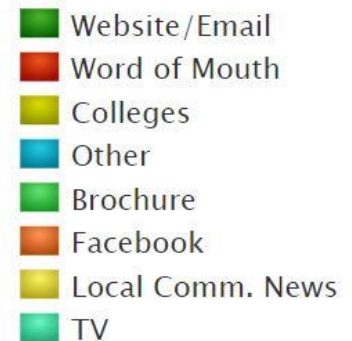 Website/Email
Word of Mouth
Colleges
Other
Brochure
Facebook
Local Comm. News
TV